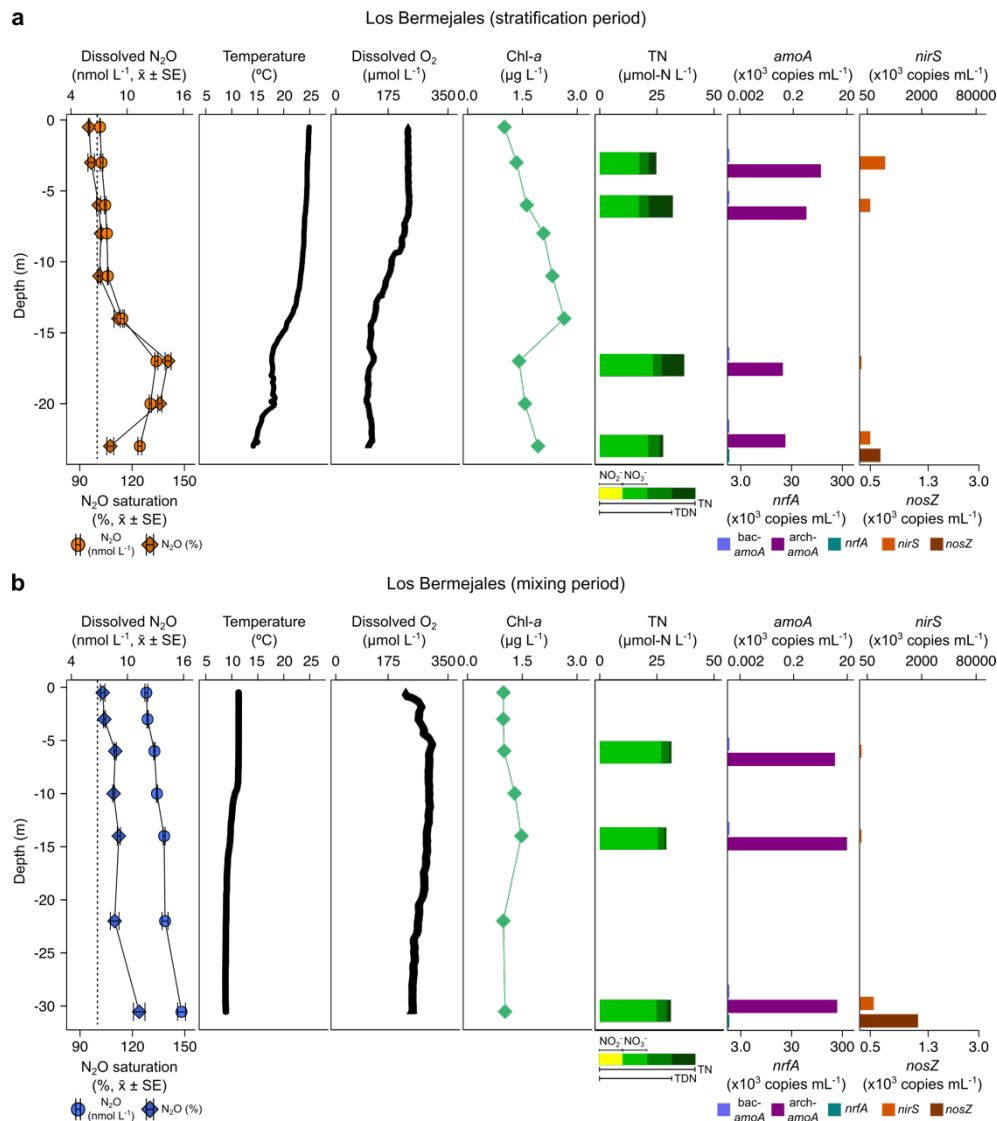 a
Los Bermejales (stratification period)
Dissolved N₂O Temperature Dissolved O₂ Chl-a TN amoA nirS
(nmol L⁻¹, x̄ ± SE) (ºC) (µmol L⁻¹) (µg L⁻¹) (µmol-N L⁻¹) (x10³ copies mL⁻¹) (x10³ copies mL⁻¹)
4 10 16 5 10 15 20 25 0 175 350 0.0 1.5 3.0 0 25 50 0.002 0.2 20 50 2000 80000
0
-5
-10
-15
-20
Depth (m)
90 120 150 3.0 30 300 0.5 1.3 3.3
N₂O saturation NO₂⁻ NO₃⁻ nrfA nosZ
(%, x̄ ± SE) TN (x10³ copies mL⁻¹) (x10³ copies mL⁻¹)
TDN
N₂O (nmol L⁻¹) N₂O (%) bac-amoA arch-amoA nrfA nirS nosZ
b
Los Bermejales (mixing period)
Dissolved N₂O Temperature Dissolved O₂ Chl-a TN amoA nirS
(nmol L⁻¹, x̄ ± SE) (ºC) (µmol L⁻¹) (µg L⁻¹) (µmol-N L⁻¹) (x10³ copies mL⁻¹) (x10³ copies mL⁻¹)
4 10 16 5 10 15 20 25 0 175 350 0.0 1.5 3.0 0 25 50 0.002 0.2 20 50 2000 80000
0
-5
-10
-15
-20
-25
-30
Depth (m)
90 120 150 3.0 30 300 0.5 1.3 3.3
N₂O saturation NO₂⁻ NO₃⁻ nrfA nosZ
(%, x̄ ± SE) TN (x10³ copies mL⁻¹) (x10³ copies mL⁻¹)
TDN
N₂O (nmol L⁻¹) N₂O (%) bac-amoA arch-amoA nrfA nirS nosZ